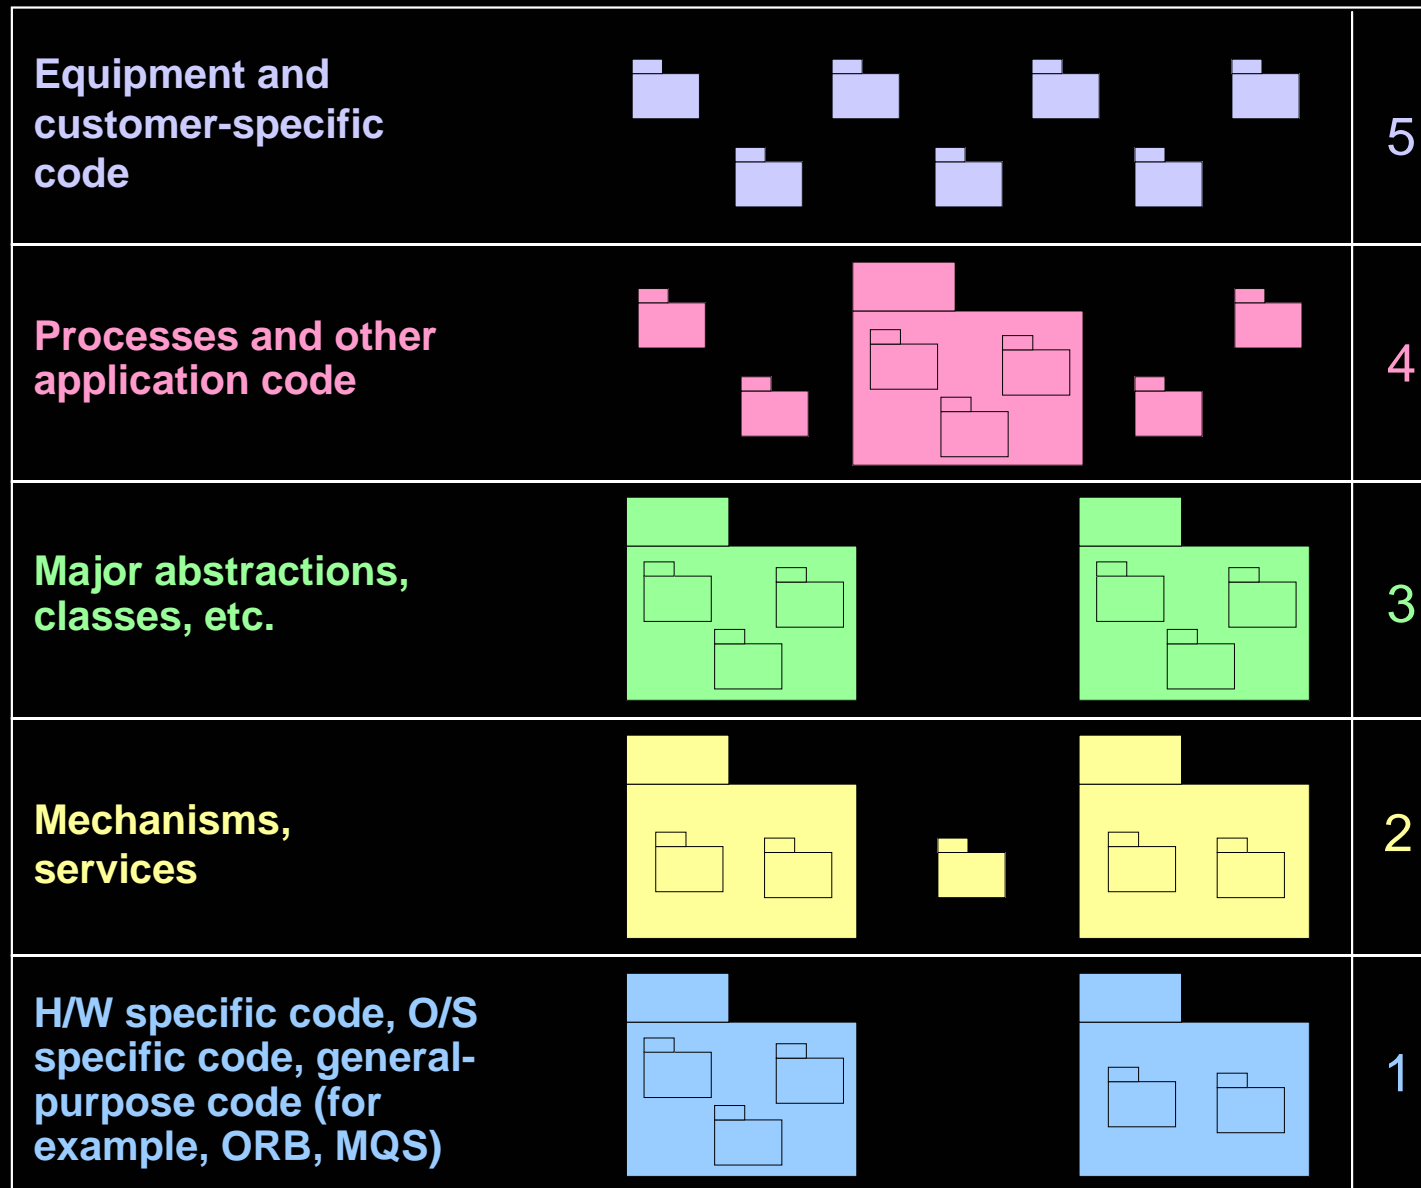 Equipment and
customer-specific
code
5
Processes and other
application code
4
Major abstractions,
classes, etc.
3
Mechanisms,
services
2
H/W specific code, O/S
specific code, general-
purpose code (for
example, ORB, MQS)
1